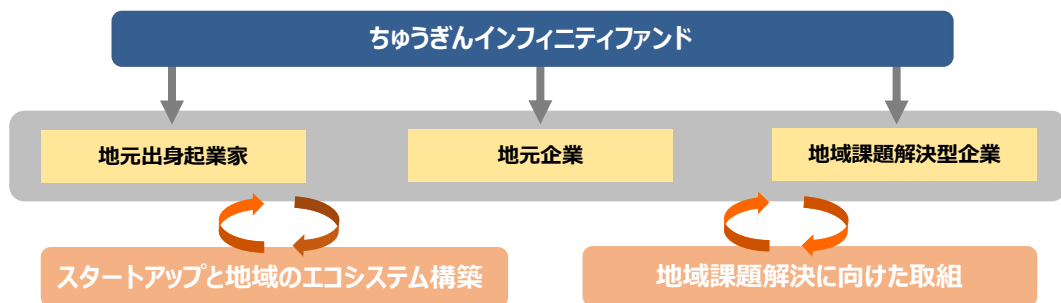 ちゅうぎんインフィニティファンド
地元出身起業家
地元企業
地域課題解決型企業
スタートアップと地域のエコシステム構築
地域課題解決に向けた取組